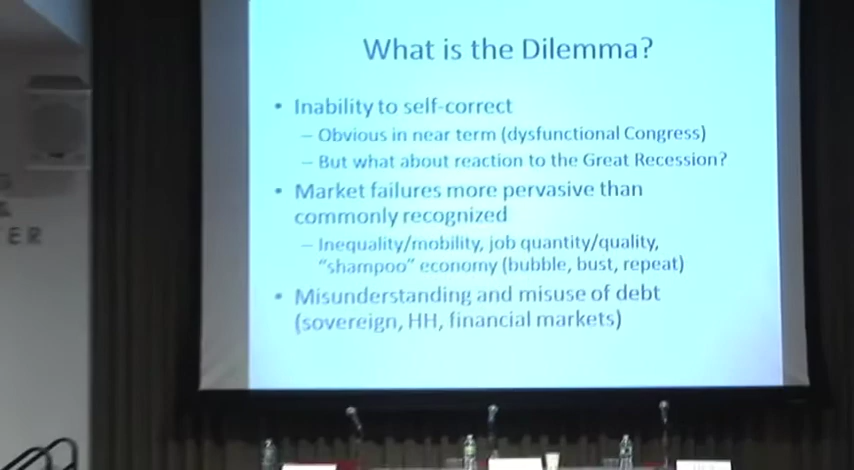 What is the Dilemma?
• Inability to self-correct
– Obvious in near term (dysfunctional Congress)
– But what about reaction to the Great Recession?
• Market failures more pervasive than
commonly recognized
– Inequality/mobility, job quantity/quality,
"shampoo" economy (bubble, bust, repeat)
• Misunderstanding and misuse of debt
(sovereign, HH, financial markets)
&
ER